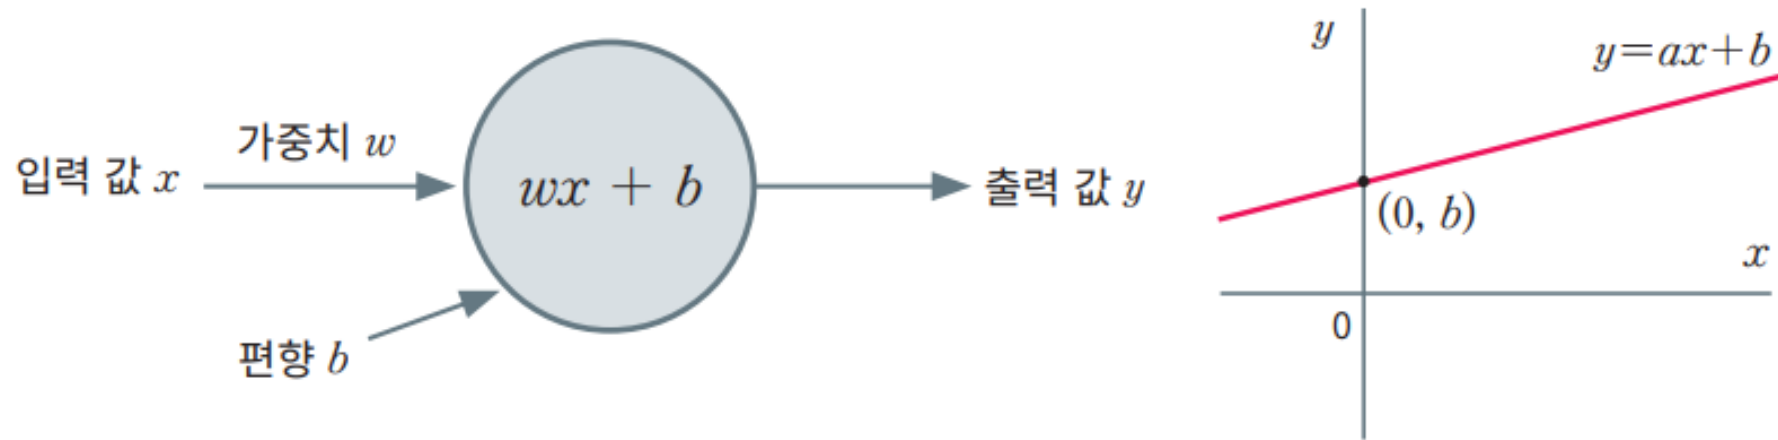 입력 값 x
가중치 w
편향 b
wx + b
출력 값 y
y
y=ax+b
(0, b)
x
0